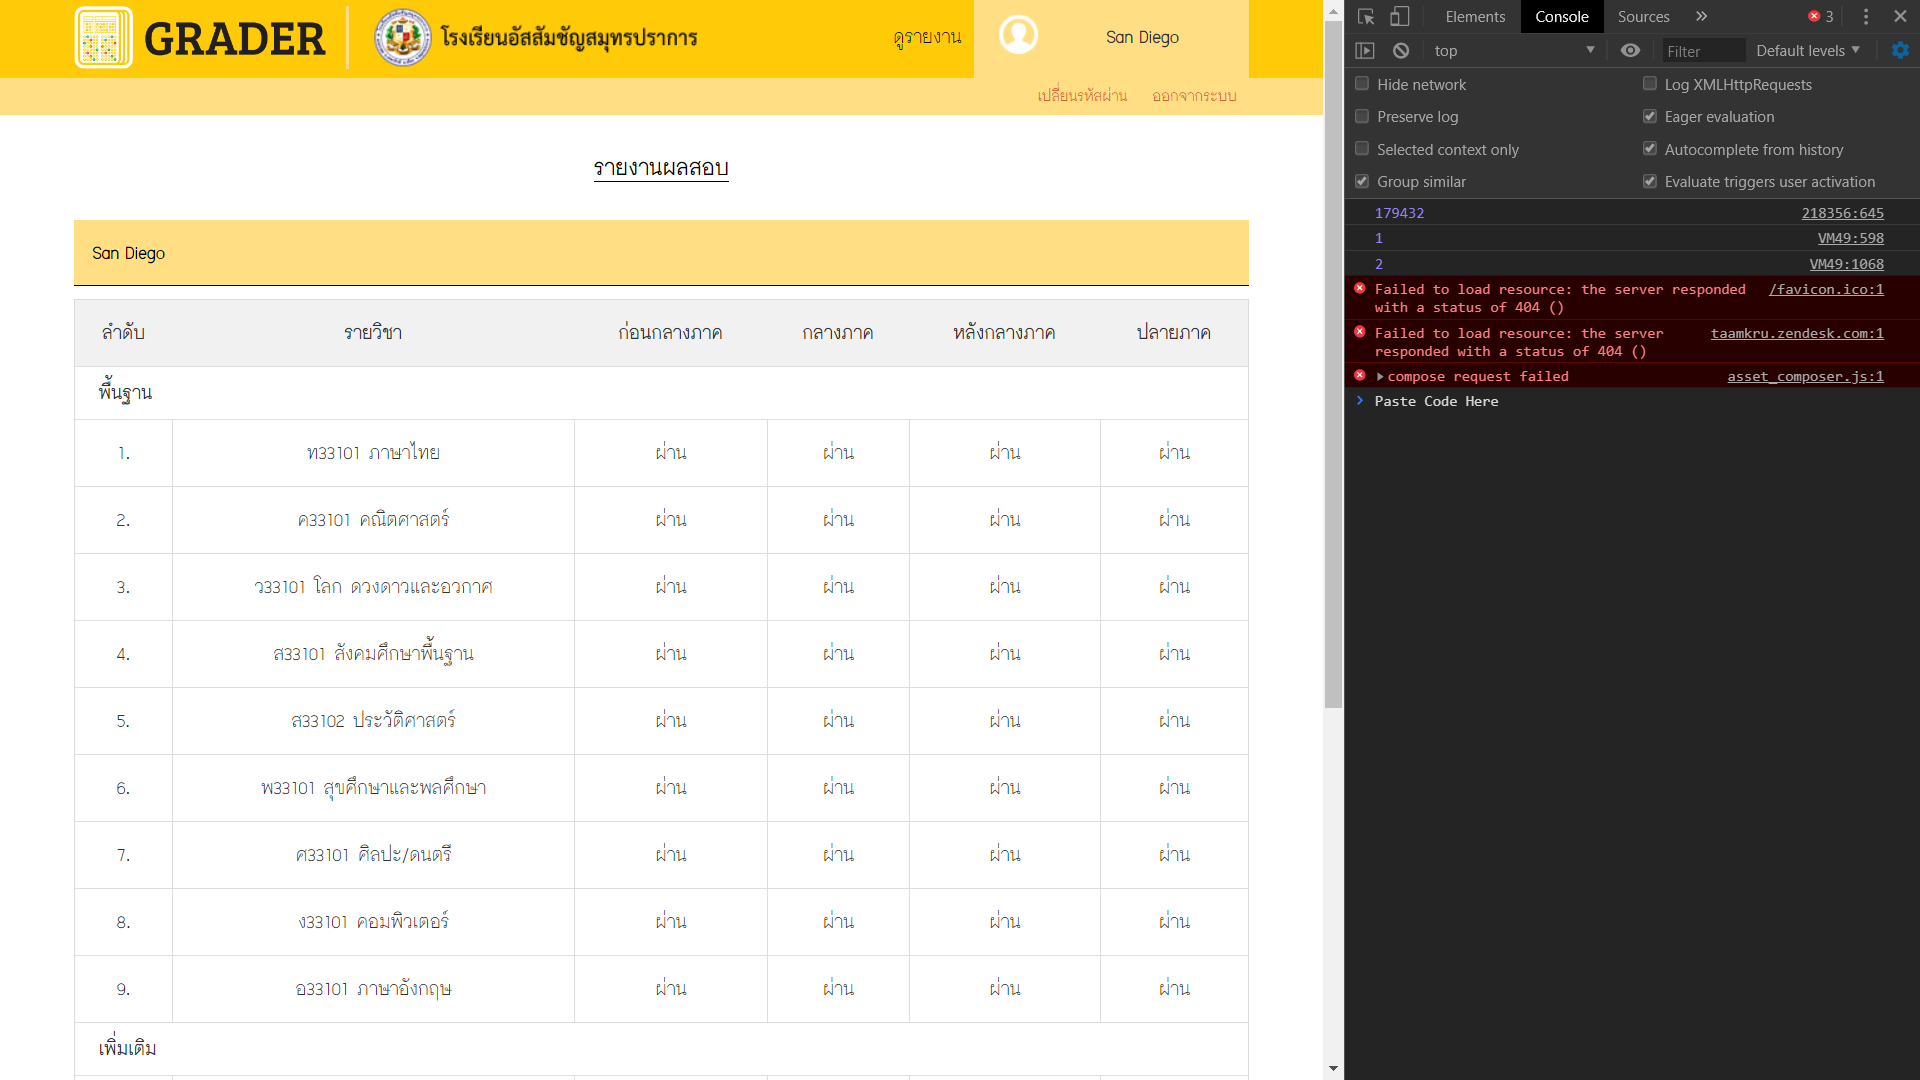 GRADER
โรงเรียนอัสสัมชัญสมุทรปราการ
ดูรายงาน
San Diego
เปลี่ยนรหัสผ่าน ออกจากระบบ
รายงานผลสอบ
San Diego
ลำดับ รายวิชา ก่อนกลางภาค กลางภาค หลังกลางภาค ปลายภาค
พื้นฐาน
1. ท33101 ภาษาไทย ผ่าน ผ่าน ผ่าน ผ่าน
2. ค33101 คณิตศาสตร์ ผ่าน ผ่าน ผ่าน ผ่าน
3. ว33101 โลก ดวงดาวและอวกาศ ผ่าน ผ่าน ผ่าน ผ่าน
4. ส33101 สังคมศึกษาพื้นฐาน ผ่าน ผ่าน ผ่าน ผ่าน
5. ส33102 ประวัติศาสตร์ ผ่าน ผ่าน ผ่าน ผ่าน
6. พ33101 สุขศึกษาและพลศึกษา ผ่าน ผ่าน ผ่าน ผ่าน
7. ศ33101 ศิลปะ/ดนตรี ผ่าน ผ่าน ผ่าน ผ่าน
8. ง33101 คอมพิวเตอร์ ผ่าน ผ่าน ผ่าน ผ่าน
9. อ33101 ภาษาอังกฤษ ผ่าน ผ่าน ผ่าน ผ่าน
เพิ่มเติม
Elements Console Sources 3
top Filter Default levels
Hide network Log XMLHttpRequests
Preserve log Eager evaluation
Selected context only Autocomplete from history
Group similar Evaluate triggers user activation
179432 218356:645
1 VM49:598
2 VM49:1068
Failed to load resource: the server responded /favicon.ico:1
with a status of 404 ()
Failed to load resource: the server taamkru.zendesk.com:1
responded with a status of 404 ()
compose request failed asset_composer.js:1
Paste Code Here